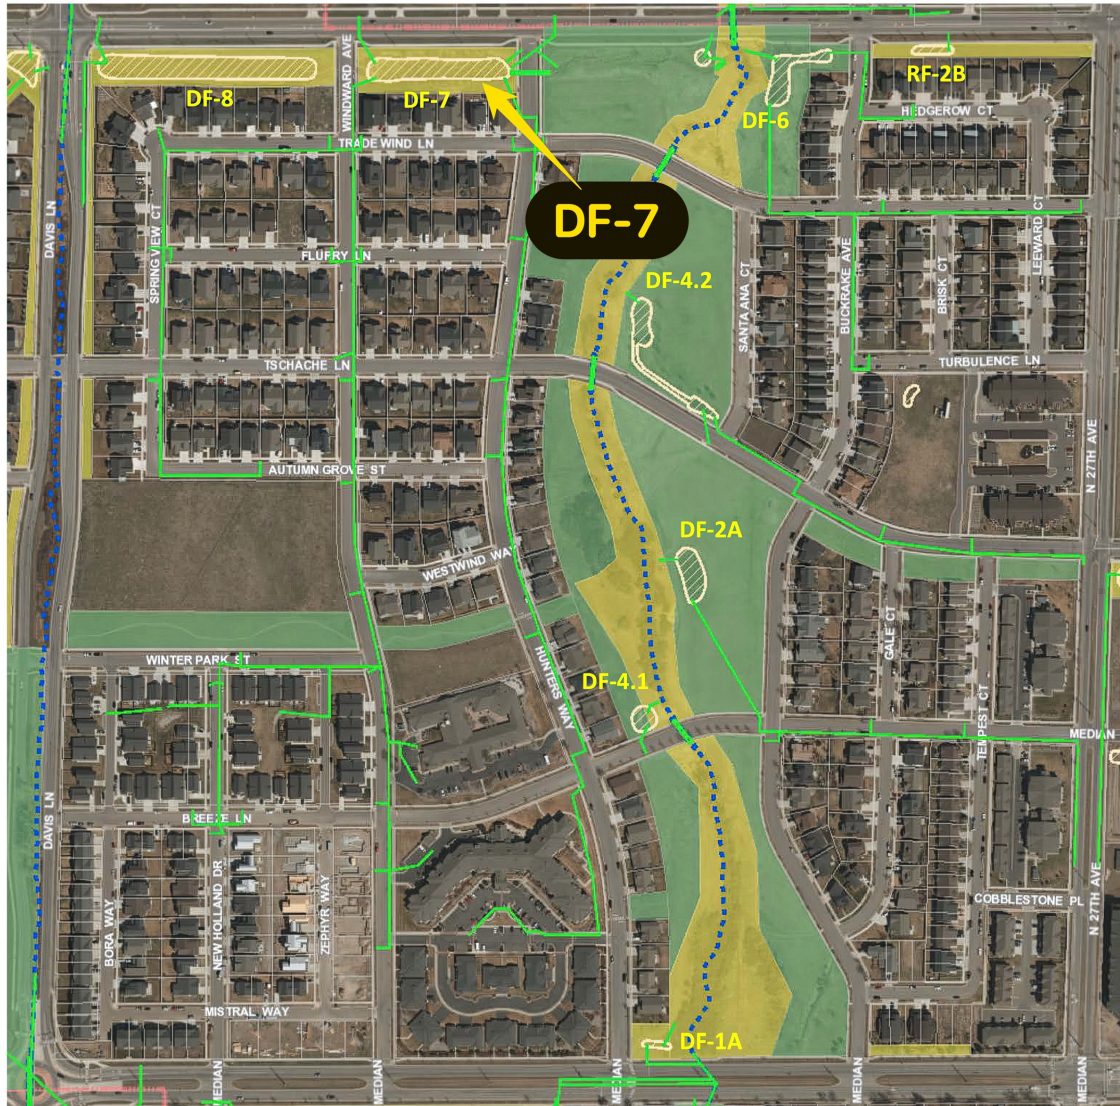 WINDWARD AVE
DF-8
DF-7
RF-2B
DF-6
HEDGEROW CT
TRADE WIND LN
DAVIS LN
SPRING VIEW CT
DF-7
FLURRY LN
DF-4.2
SANTA ANA CT
BUCKRAKE AVE
BRISK CT
LEEWARD CT
TSCHACHE LN
TURBULENCE LN
N 27TH AVE
AUTUMN GROVE ST
WESTWIND WAY
DF-2A
GALE CT
WINTER PARK ST
HUNTERS WAY
DF-4.1
TEMPEST CT
MEDIAN
DAVIS LN
BREEZE LN
BORA WAY
NEW HOLLAND DR
ZEPHYR WAY
COBBLESTONE PL
N 27TH AVE
MISTRAL WAY
DF-1A
MEDIAN
MEDIAN
MEDIAN
MEDIAN
MEDIAN